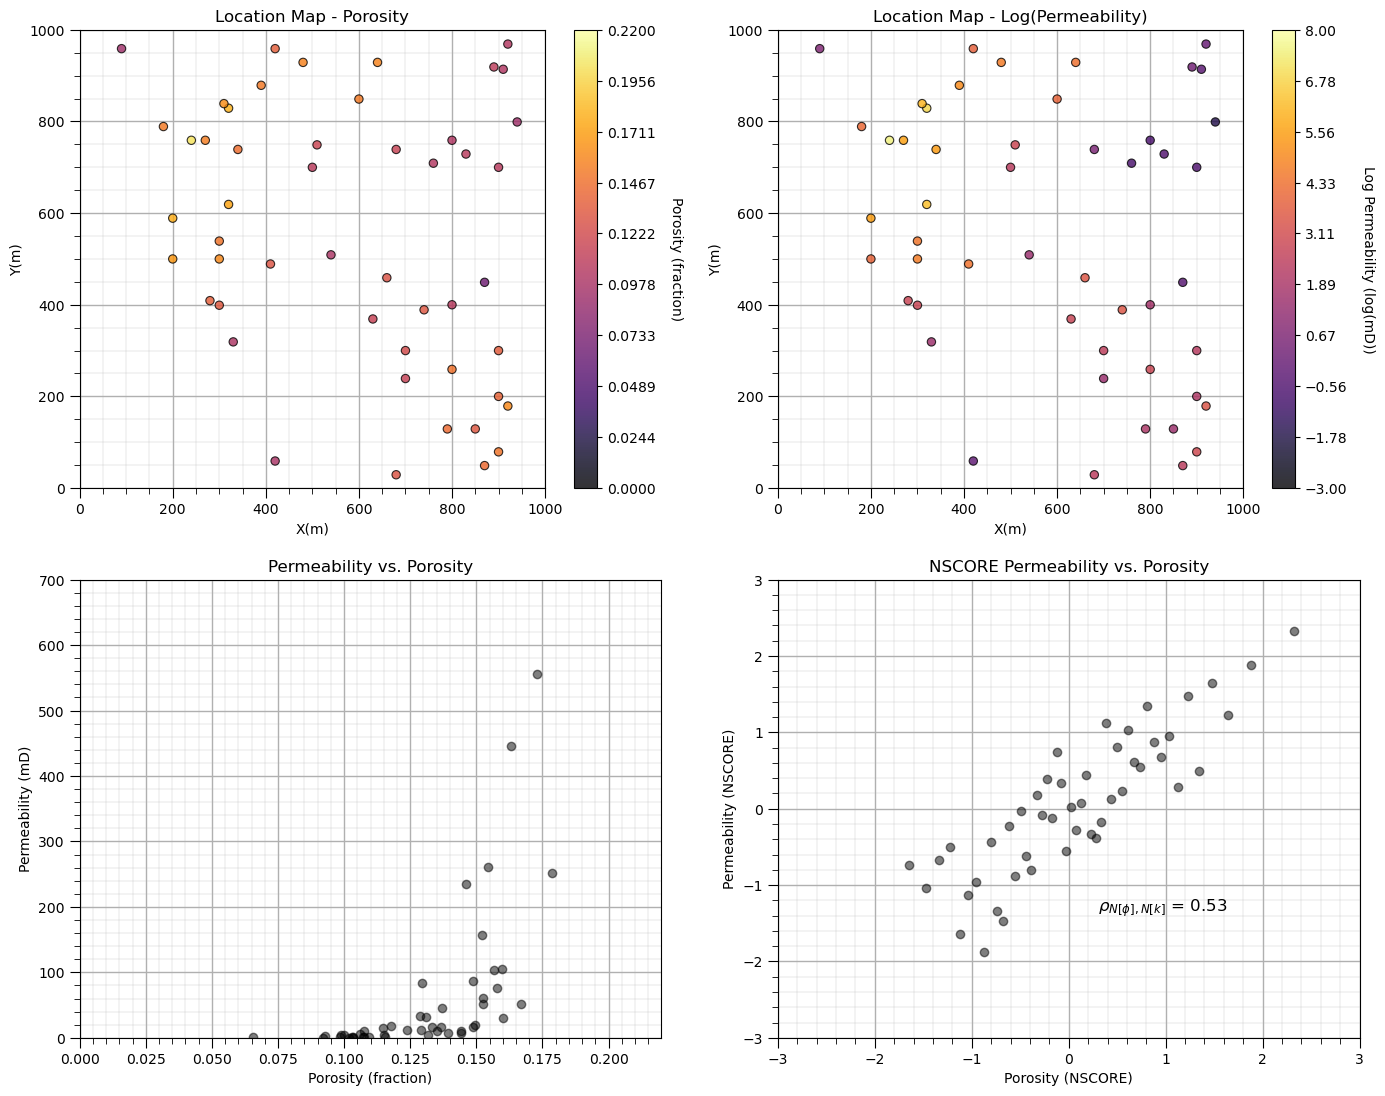 Location Map - Porosity
1000
800
600
400
200
0
Y(m)
0 200 400 600 800 1000
X(m)
0.2200
0.1956
0.1711
0.1467
0.1222
0.0978
0.0733
0.0489
0.0244
0.0000
Porosity (fraction)
Location Map - Log(Permeability)
1000
800
600
400
200
0
Y(m)
0 200 400 600 800 1000
X(m)
8.00
6.78
5.56
4.33
3.11
1.89
0.67
−0.56
−1.78
−3.00
Log Permeability (log(mD))
Permeability vs. Porosity
700
600
500
400
300
200
100
0
Permeability (mD)
0.000 0.025 0.050 0.075 0.100 0.125 0.150 0.175 0.200
Porosity (fraction)
NSCORE Permeability vs. Porosity
3
2
1
0
−1
−2
−3
Permeability (NSCORE)
ρN[ϕ],N[k] = 0.53
−3 −2 −1 0 1 2 3
Porosity (NSCORE)